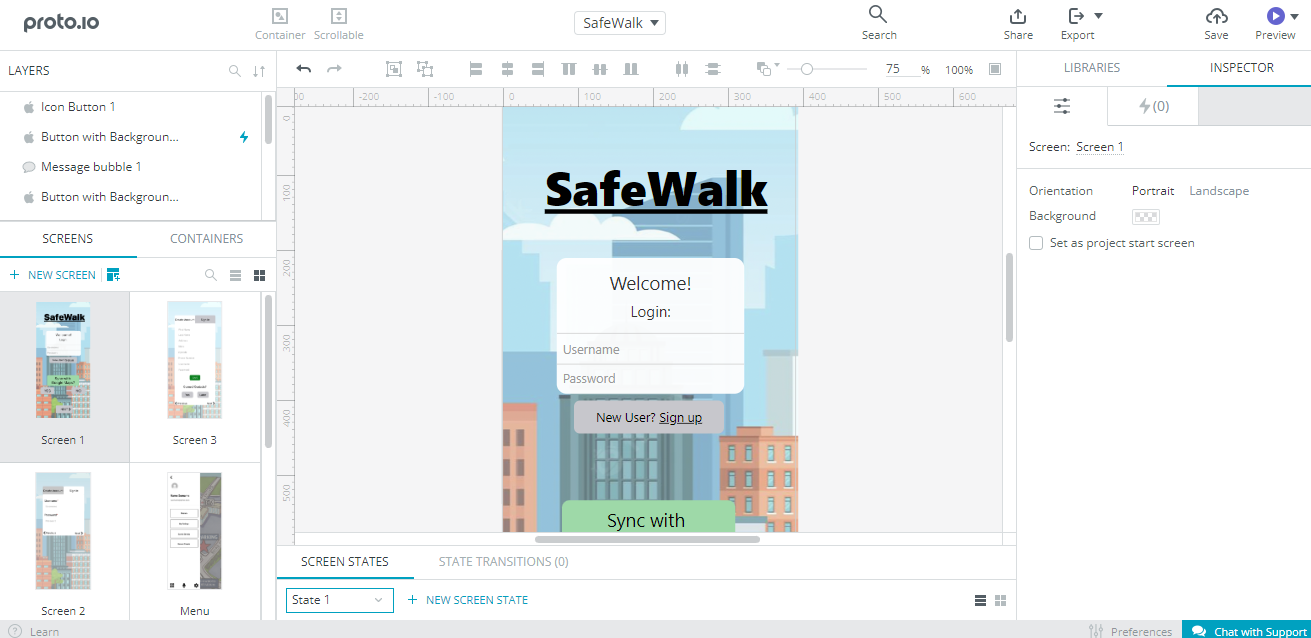 proto.io
Container
Scrollable
SafeWalk
Search
Share
Export
Save
Preview
LAYERS
75 %
100%
LIBRARIES
INSPECTOR
Icon Button 1
Button with Backgroun...
Message bubble 1
Button with Backgroun...
-200
-100
0
100
200
300
400
500
600
0
100
200
300
400
500
(0)
Screen: Screen 1
Orientation Portrait Landscape
Background
Set as project start screen
SafeWalk
Welcome!
Login:
Username
Password
New User? Sign up
Sync with
SCREENS
CONTAINERS
+ NEW SCREEN
SafeWalk
Screen 1
Screen 3
Screen 2
Menu
SCREEN STATES
STATE TRANSITIONS (0)
State 1
+ NEW SCREEN STATE
? Learn
Preferences
Chat with Support